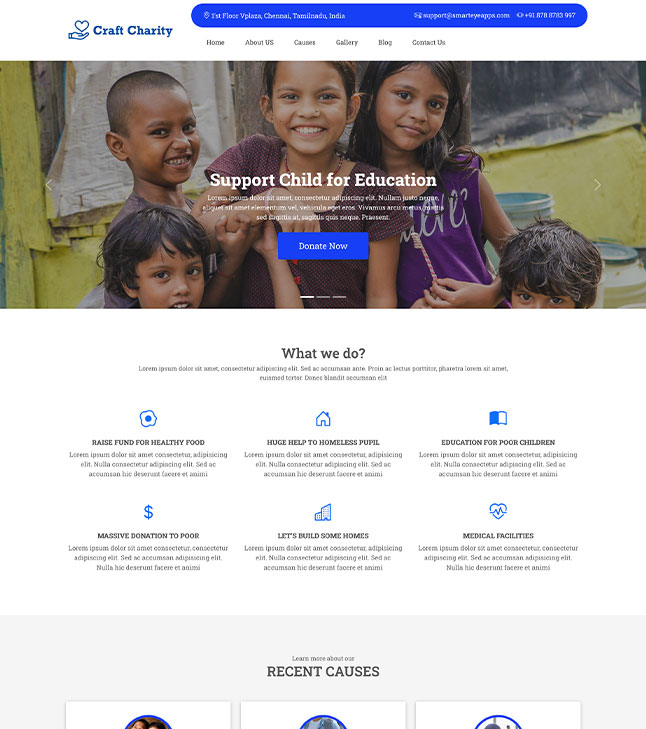 Craft Charity
1'st Floor Vplaza, Chennai, Tamilnadu, India
support@smarteyeapps.com
+91 878 8783 997
Home About US Causes Gallery Blog Contact Us
Support Child for Education
Lorem ipsum dolor sit amet, consectetur adipiscing elit. Nullam justo neque,
aliquet sit amet elementum vel, vehicula eget eros. Vivamus arcu metus, mattis
sed sagittis at, sagittis quis neque. Praesent.
Donate Now
What we do?
Lorem ipsum dolor sit amet, consectetur adipiscing elit. Sed ac accumsan ante. Proin ac lectus porttitor, pharetra lorem sit amet,
euismod tortor. Donec blandit accumsan elit
RAISE FUND FOR HEALTHY FOOD
Lorem ipsum dolor sit amet consectetur, adipisicing
elit. Nulla consectetur adipiscing elit. Sed ac
accumsan hic deserunt facere et animi
HUGE HELP TO HOMELESS PUPIL
Lorem ipsum dolor sit amet consectetur, adipisicing
elit. Nulla consectetur adipiscing elit. Sed ac
accumsan hic deserunt facere et animi
EDUCATION FOR POOR CHILDREN
Lorem ipsum dolor sit amet consectetur, adipisicing
elit. Nulla consectetur adipiscing elit. Sed ac
accumsan hic deserunt facere et animi
MASSIVE DONATION TO POOR
Lorem ipsum dolor sit amet consectetur, consectetur
adipiscing elit. Sed ac accumsan adipisicing elit.
Nulla hic deserunt facere et animi
LET'S BUILD SOME HOMES
Lorem ipsum dolor sit amet consectetur, adipisicing
elit. Nulla consectetur adipiscing elit. Sed ac
accumsan hic deserunt facere et animi
MEDICAL FACILITIES
Lorem ipsum dolor sit amet consectetur, consectetur
adipiscing elit. Sed ac accumsan adipisicing elit.
Nulla hic deserunt facere et animi
Learn more about our
RECENT CAUSES